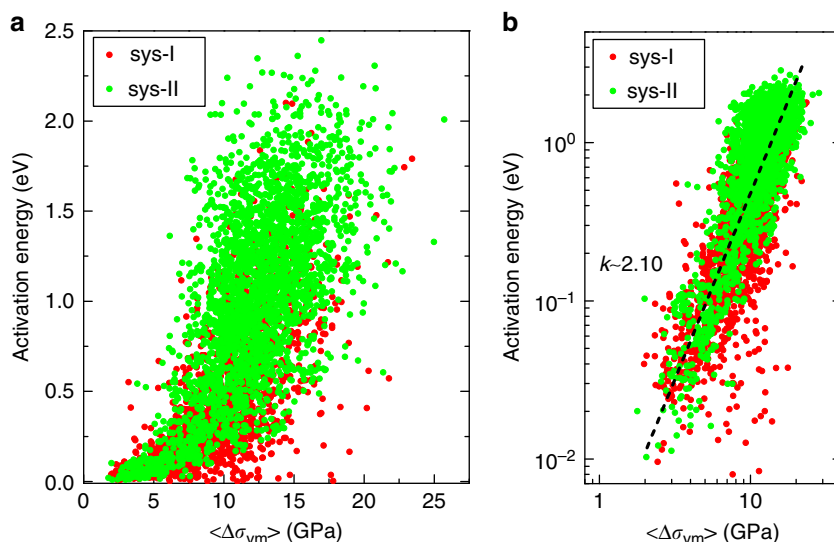 a
sys-I
sys-II
2.5
2.0
1.5
1.0
0.5
0.0
Activation energy (eV)
0
5
10
15
20
25
<Δσvm> (GPa)
b
sys-I
sys-II
10⁰
10⁻¹
10⁻²
Activation energy (eV)
k~2.10
1
10
<Δσvm> (GPa)